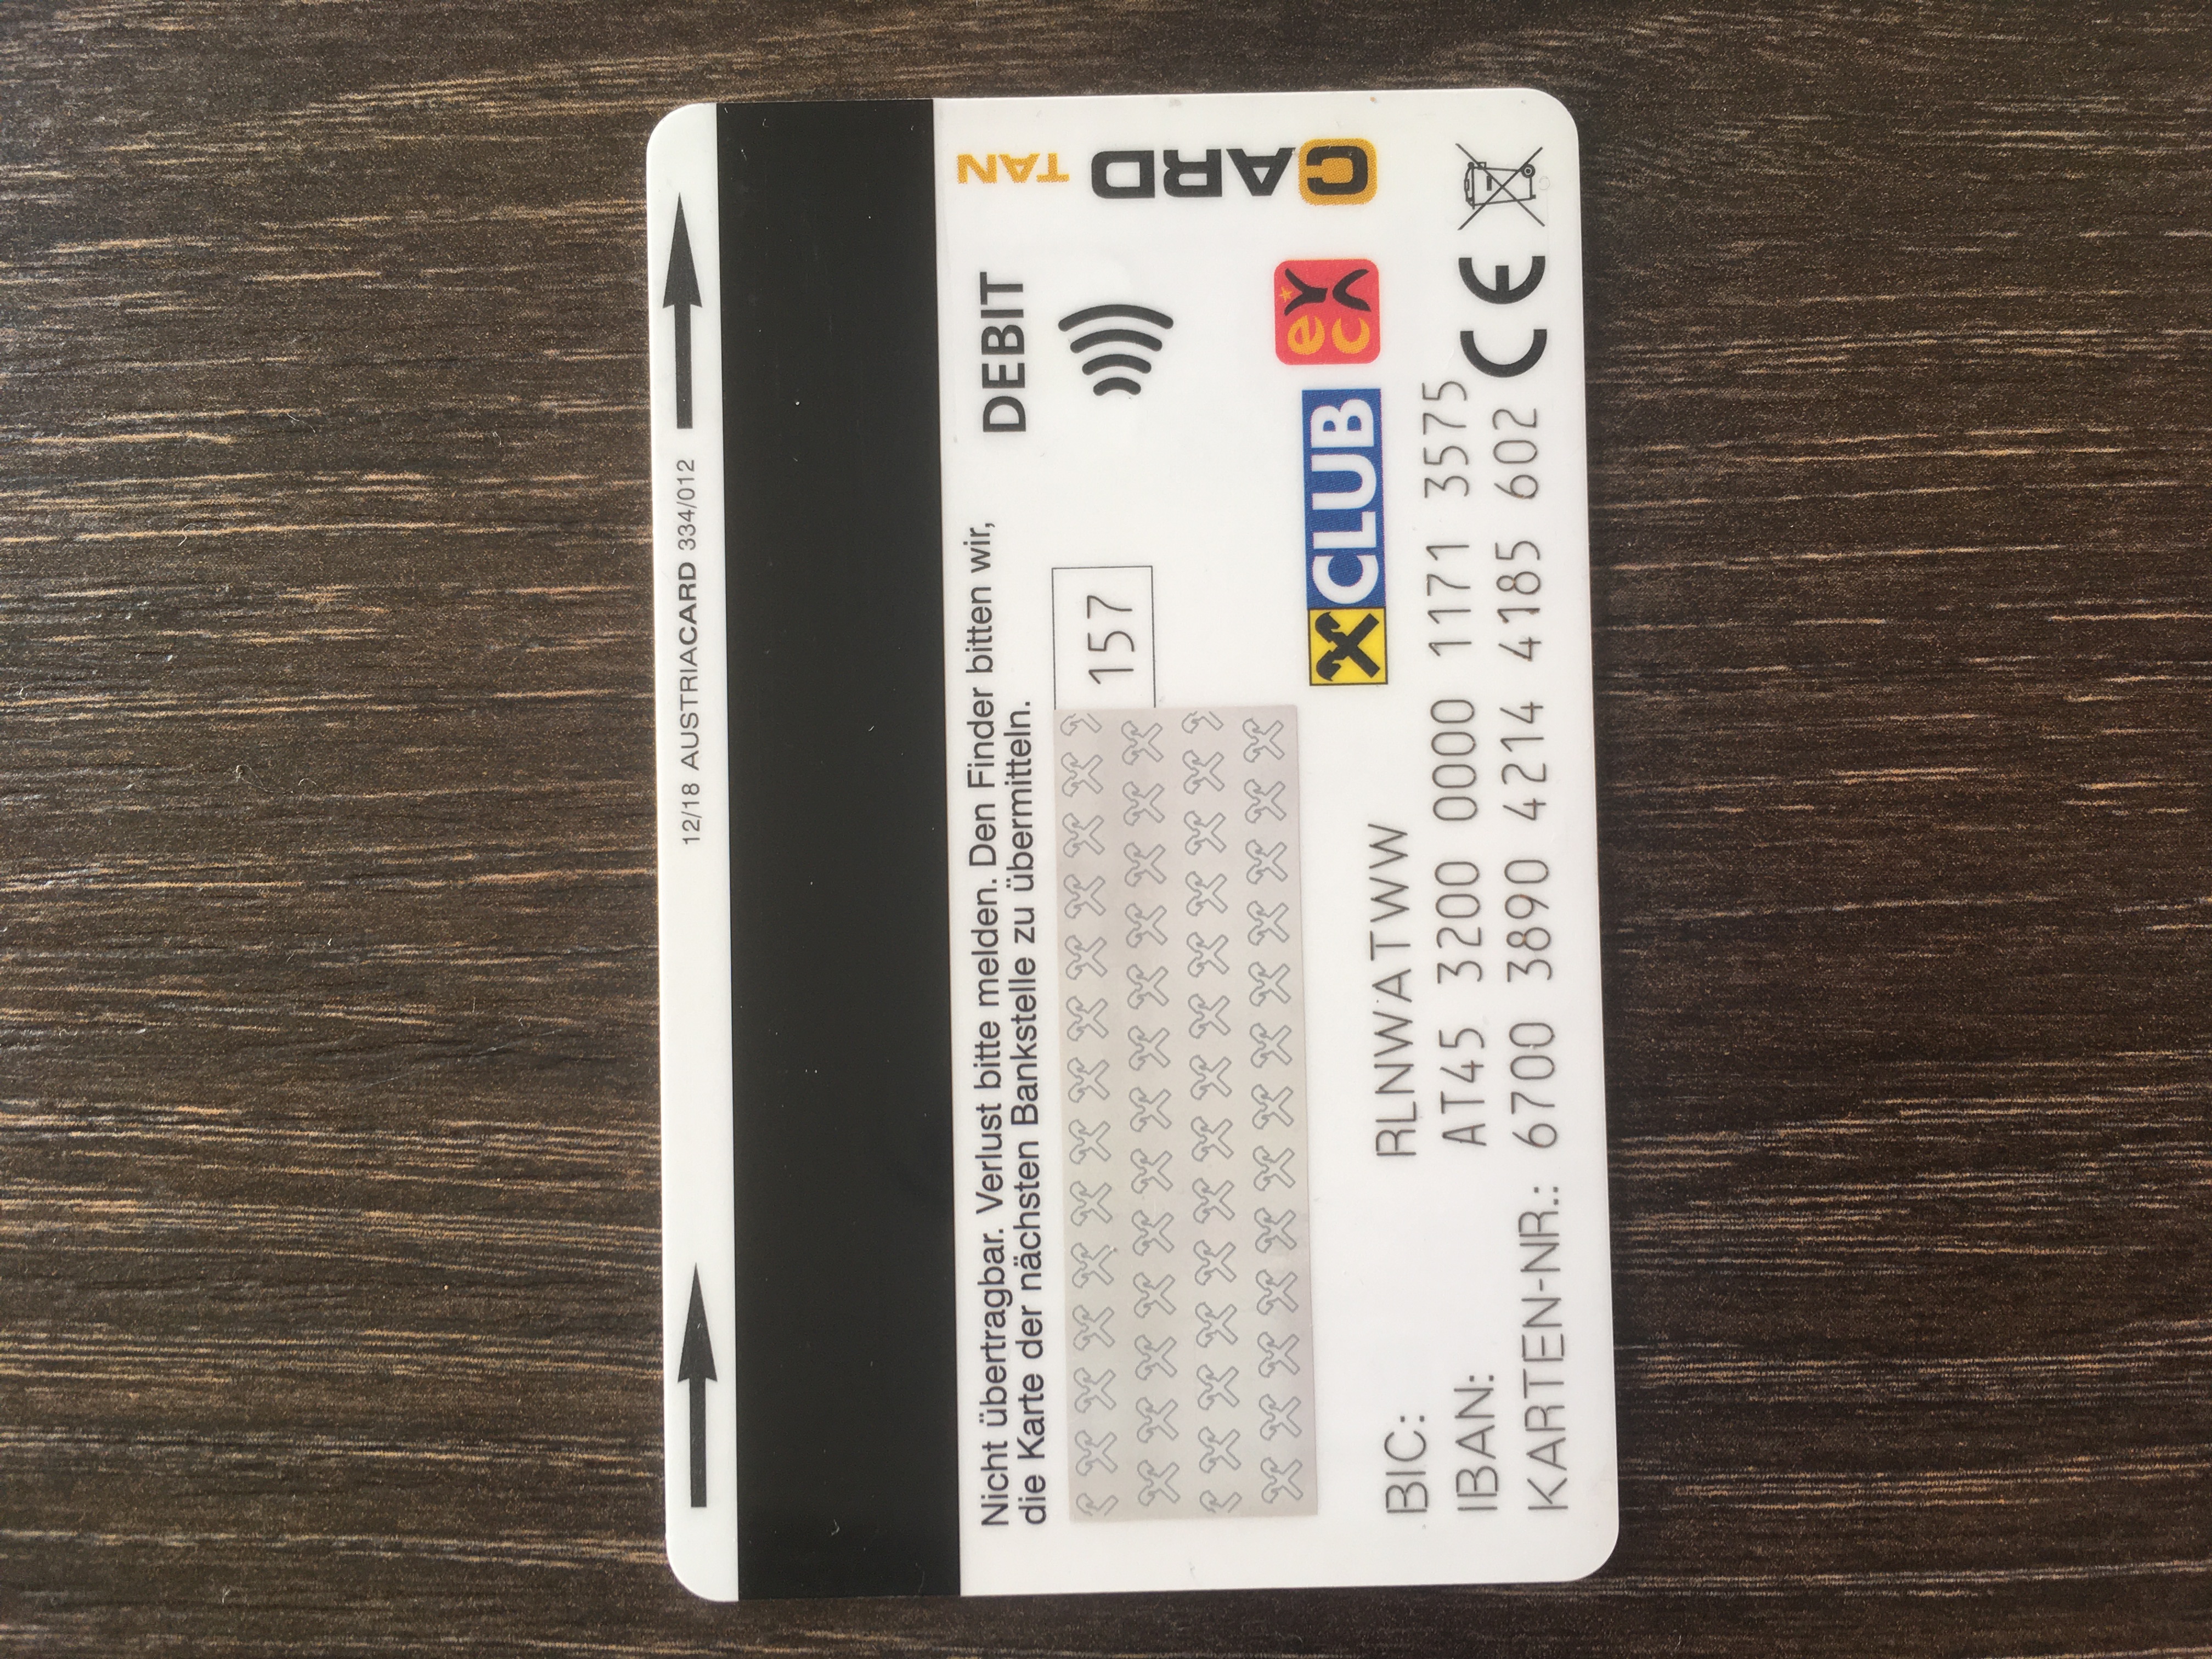 12/18 AUSTRIACARD 334/012
Nicht übertragbar. Verlust bitte melden. Den Finder bitten wir,
die Karte der nächsten Bankstelle zu übermitteln.
157
DEBIT
CARD TAN
CLUB
eyca
BIC: RLNWATWW
IBAN: AT45 3200 0000 1171 3575
KARTEN-NR.: 6700 3890 4214 4185 602
CE